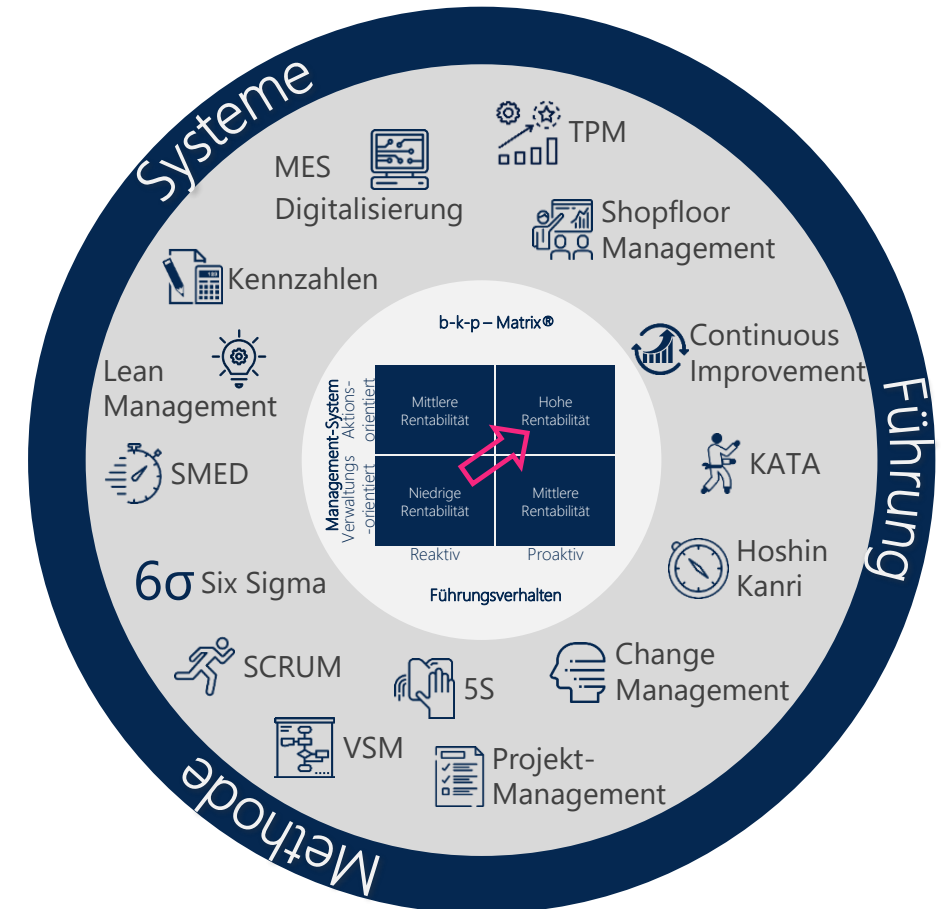 Systeme
TPM
MES
Digitalisierung
Shopfloor
Management
Kennzahlen
b-k-p – Matrix®
Continuous
Improvement
Lean
Management
Führung
Management-System
Aktions-
orientiert
Verwaltungs
-orientiert
Mittlere
Rentabilität
Hohe
Rentabilität
Niedrige
Rentabilität
Mittlere
Rentabilität
Reaktiv
Proaktiv
Führungsverhalten
SMED
KATA
Hoshin
Kanri
6σ Six Sigma
SCRUM
5S
Change
Management
VSM
Projekt-
Management
Methode